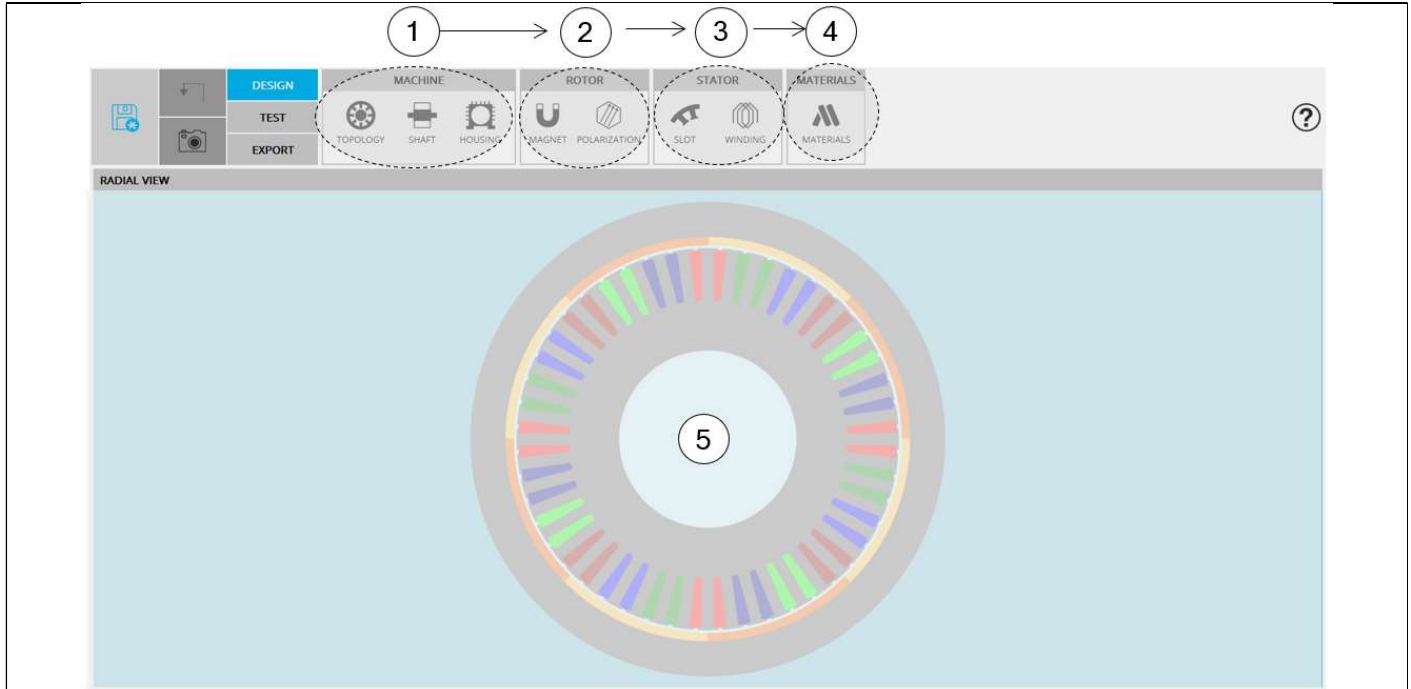 1 2 3 4
DESIGN MACHINE ROTOR STATOR MATERIALS
TEST
TOPOLOGY SHAFT HOUSING MAGNET POLARIZATION SLOT WINDING MATERIALS
EXPORT
?
RADIAL VIEW
5